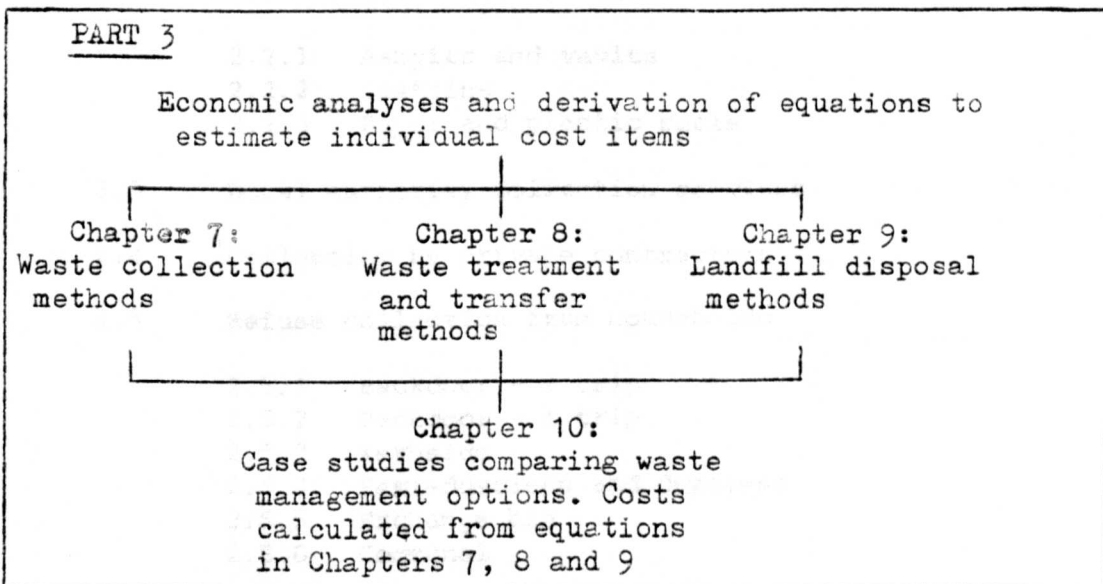 PART 3
Economic analyses and derivation of equations to
estimate individual cost items
Chapter 7:
Waste collection
methods
Chapter 8:
Waste treatment
and transfer
methods
Chapter 9:
Landfill disposal
methods
Chapter 10:
Case studies comparing waste
management options. Costs
calculated from equations
in Chapters 7, 8 and 9